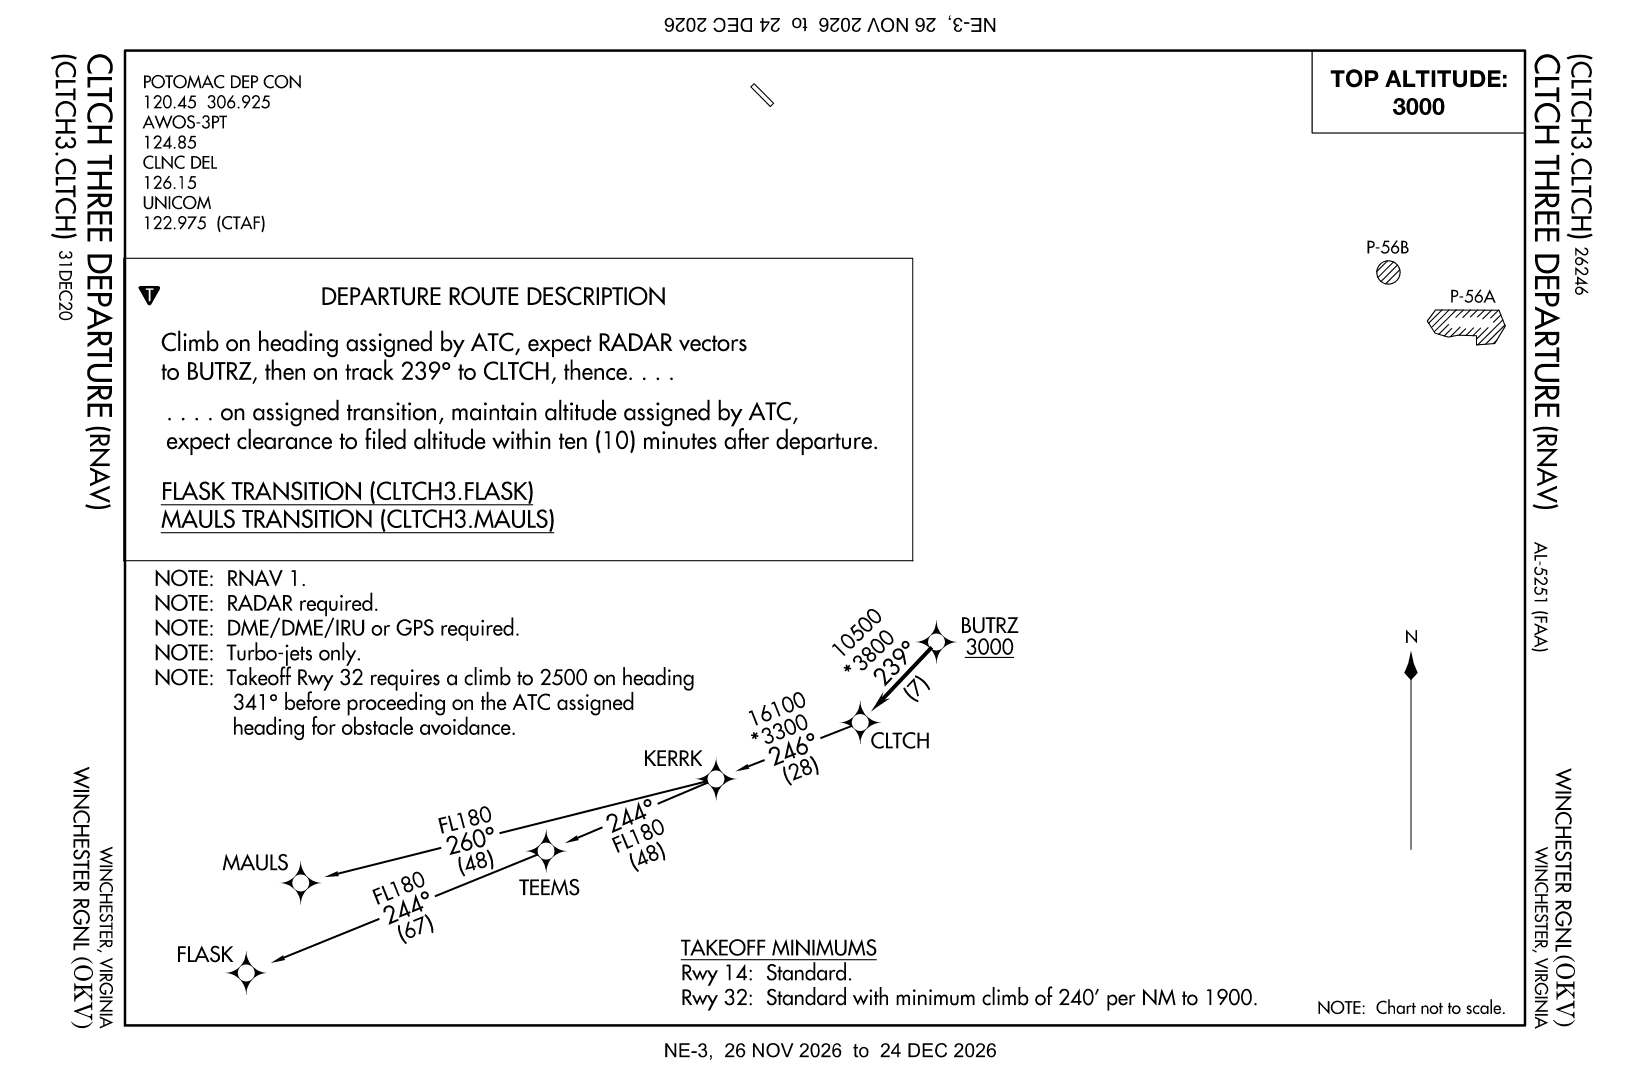 NE-3, 26 NOV 2026 to 24 DEC 2026
(CLTCH3.CLTCH) 31DEC20
CLTCH THREE DEPARTURE (RNAV)
WINCHESTER RGNL (OKV)
WINCHESTER, VIRGINIA
POTOMAC DEP CON
120.45 306.925
AWOS-3PT
124.85
CLNC DEL
126.15
UNICOM
122.975 (CTAF)
TOP ALTITUDE:
3000
P-56B
P-56A
T
DEPARTURE ROUTE DESCRIPTION
Climb on heading assigned by ATC, expect RADAR vectors
to BUTRZ, then on track 239° to CLTCH, thence. . . .
. . . . on assigned transition, maintain altitude assigned by ATC,
expect clearance to filed altitude within ten (10) minutes after departure.
FLASK TRANSITION (CLTCH3.FLASK)
MAULS TRANSITION (CLTCH3.MAULS)
NOTE: RNAV 1.
NOTE: RADAR required.
NOTE: DME/DME/IRU or GPS required.
NOTE: Turbo-jets only.
NOTE: Takeoff Rwy 32 requires a climb to 2500 on heading
341° before proceeding on the ATC assigned
heading for obstacle avoidance.
BUTRZ
3000
10500
*3800
239°
(7)
CLTCH
16100
*3300
246°
(28)
KERRK
FL180
260°
(48)
244°
FL180
(48)
MAULS
TEEMS
FL180
244°
(67)
FLASK
N
TAKEOFF MINIMUMS
Rwy 14: Standard.
Rwy 32: Standard with minimum climb of 240' per NM to 1900.
NOTE: Chart not to scale.
(CLTCH3.CLTCH) 26246
CLTCH THREE DEPARTURE (RNAV)
AL-5251 (FAA)
WINCHESTER RGNL (OKV)
WINCHESTER, VIRGINIA
NE-3, 26 NOV 2026 to 24 DEC 2026